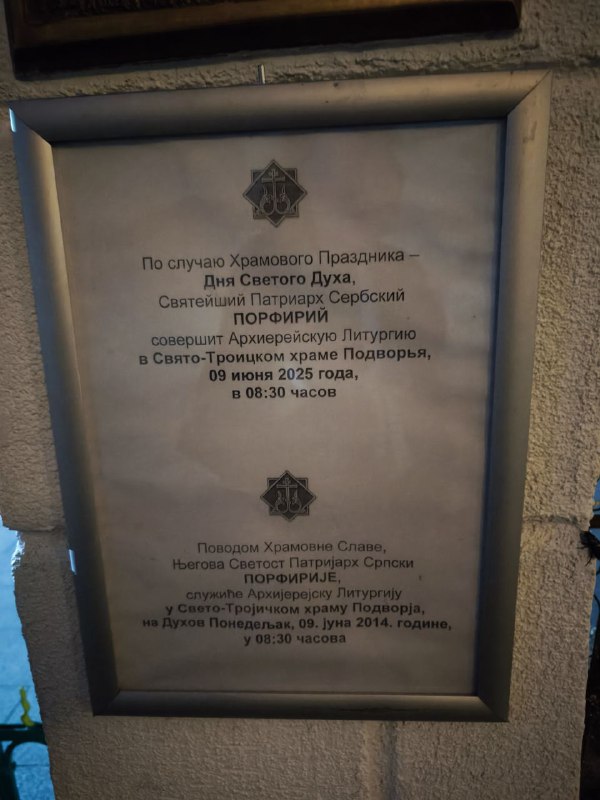 По случаю Храмового Праздника –
Дня Светого Духа,
Святейший Патриарх Сербский
ПОРФИРИЙ
совершит Архиерейскую Литургию
в Свято-Троицком храме Подворья,
09 июня 2025 года,
в 08:30 часов
Поводом Храмовне Славе,
Његова Светост Патријарх Српски
ПОРФИРИЈЕ,
служиће Архијерејску Литургију
у Свето-Тројичком храму Подворја,
на Духов Понедељак, 09. јуна 2014. године,
у 08:30 часова